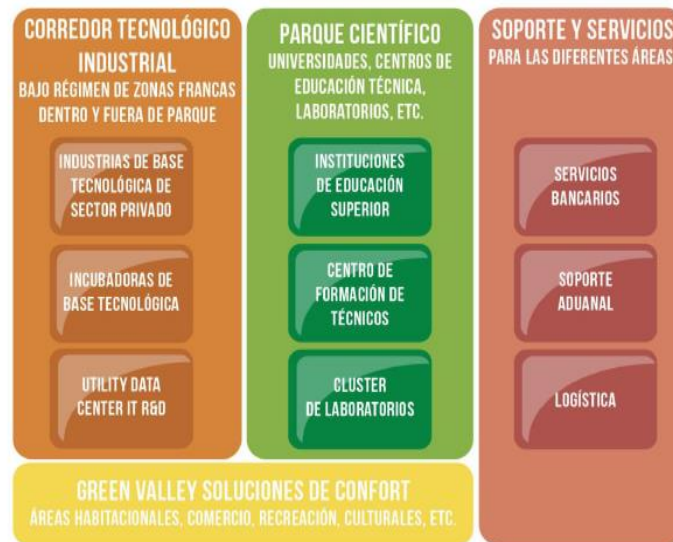 CORREDOR TECNOLÓGICO
INDUSTRIAL
BAJO RÉGIMEN DE ZONAS FRANCAS
DENTRO Y FUERA DE PARQUE
INDUSTRIAS DE BASE
TECNOLÓGICA DE
SECTOR PRIVADO
INCUBADORAS DE
BASE TECNOLÓGICA
UTILITY DATA
CENTER IT R&D
PARQUE CIENTÍFICO
UNIVERSIDADES, CENTROS DE
EDUCACIÓN TÉCNICA,
LABORATORIOS, ETC.
INSTITUCIONES
DE EDUCACIÓN
SUPERIOR
CENTRO DE
FORMACIÓN DE
TÉCNICOS
CLUSTER
DE LABORATORIOS
SOPORTE Y SERVICIOS
PARA LAS DIFERENTES ÁREAS
SERVICIOS
BANCARIOS
SOPORTE
ADUANAL
LOGÍSTICA
GREEN VALLEY SOLUCIONES DE CONFORT
ÁREAS HABITACIONALES, COMERCIO, RECREACIÓN, CULTURALES, ETC.